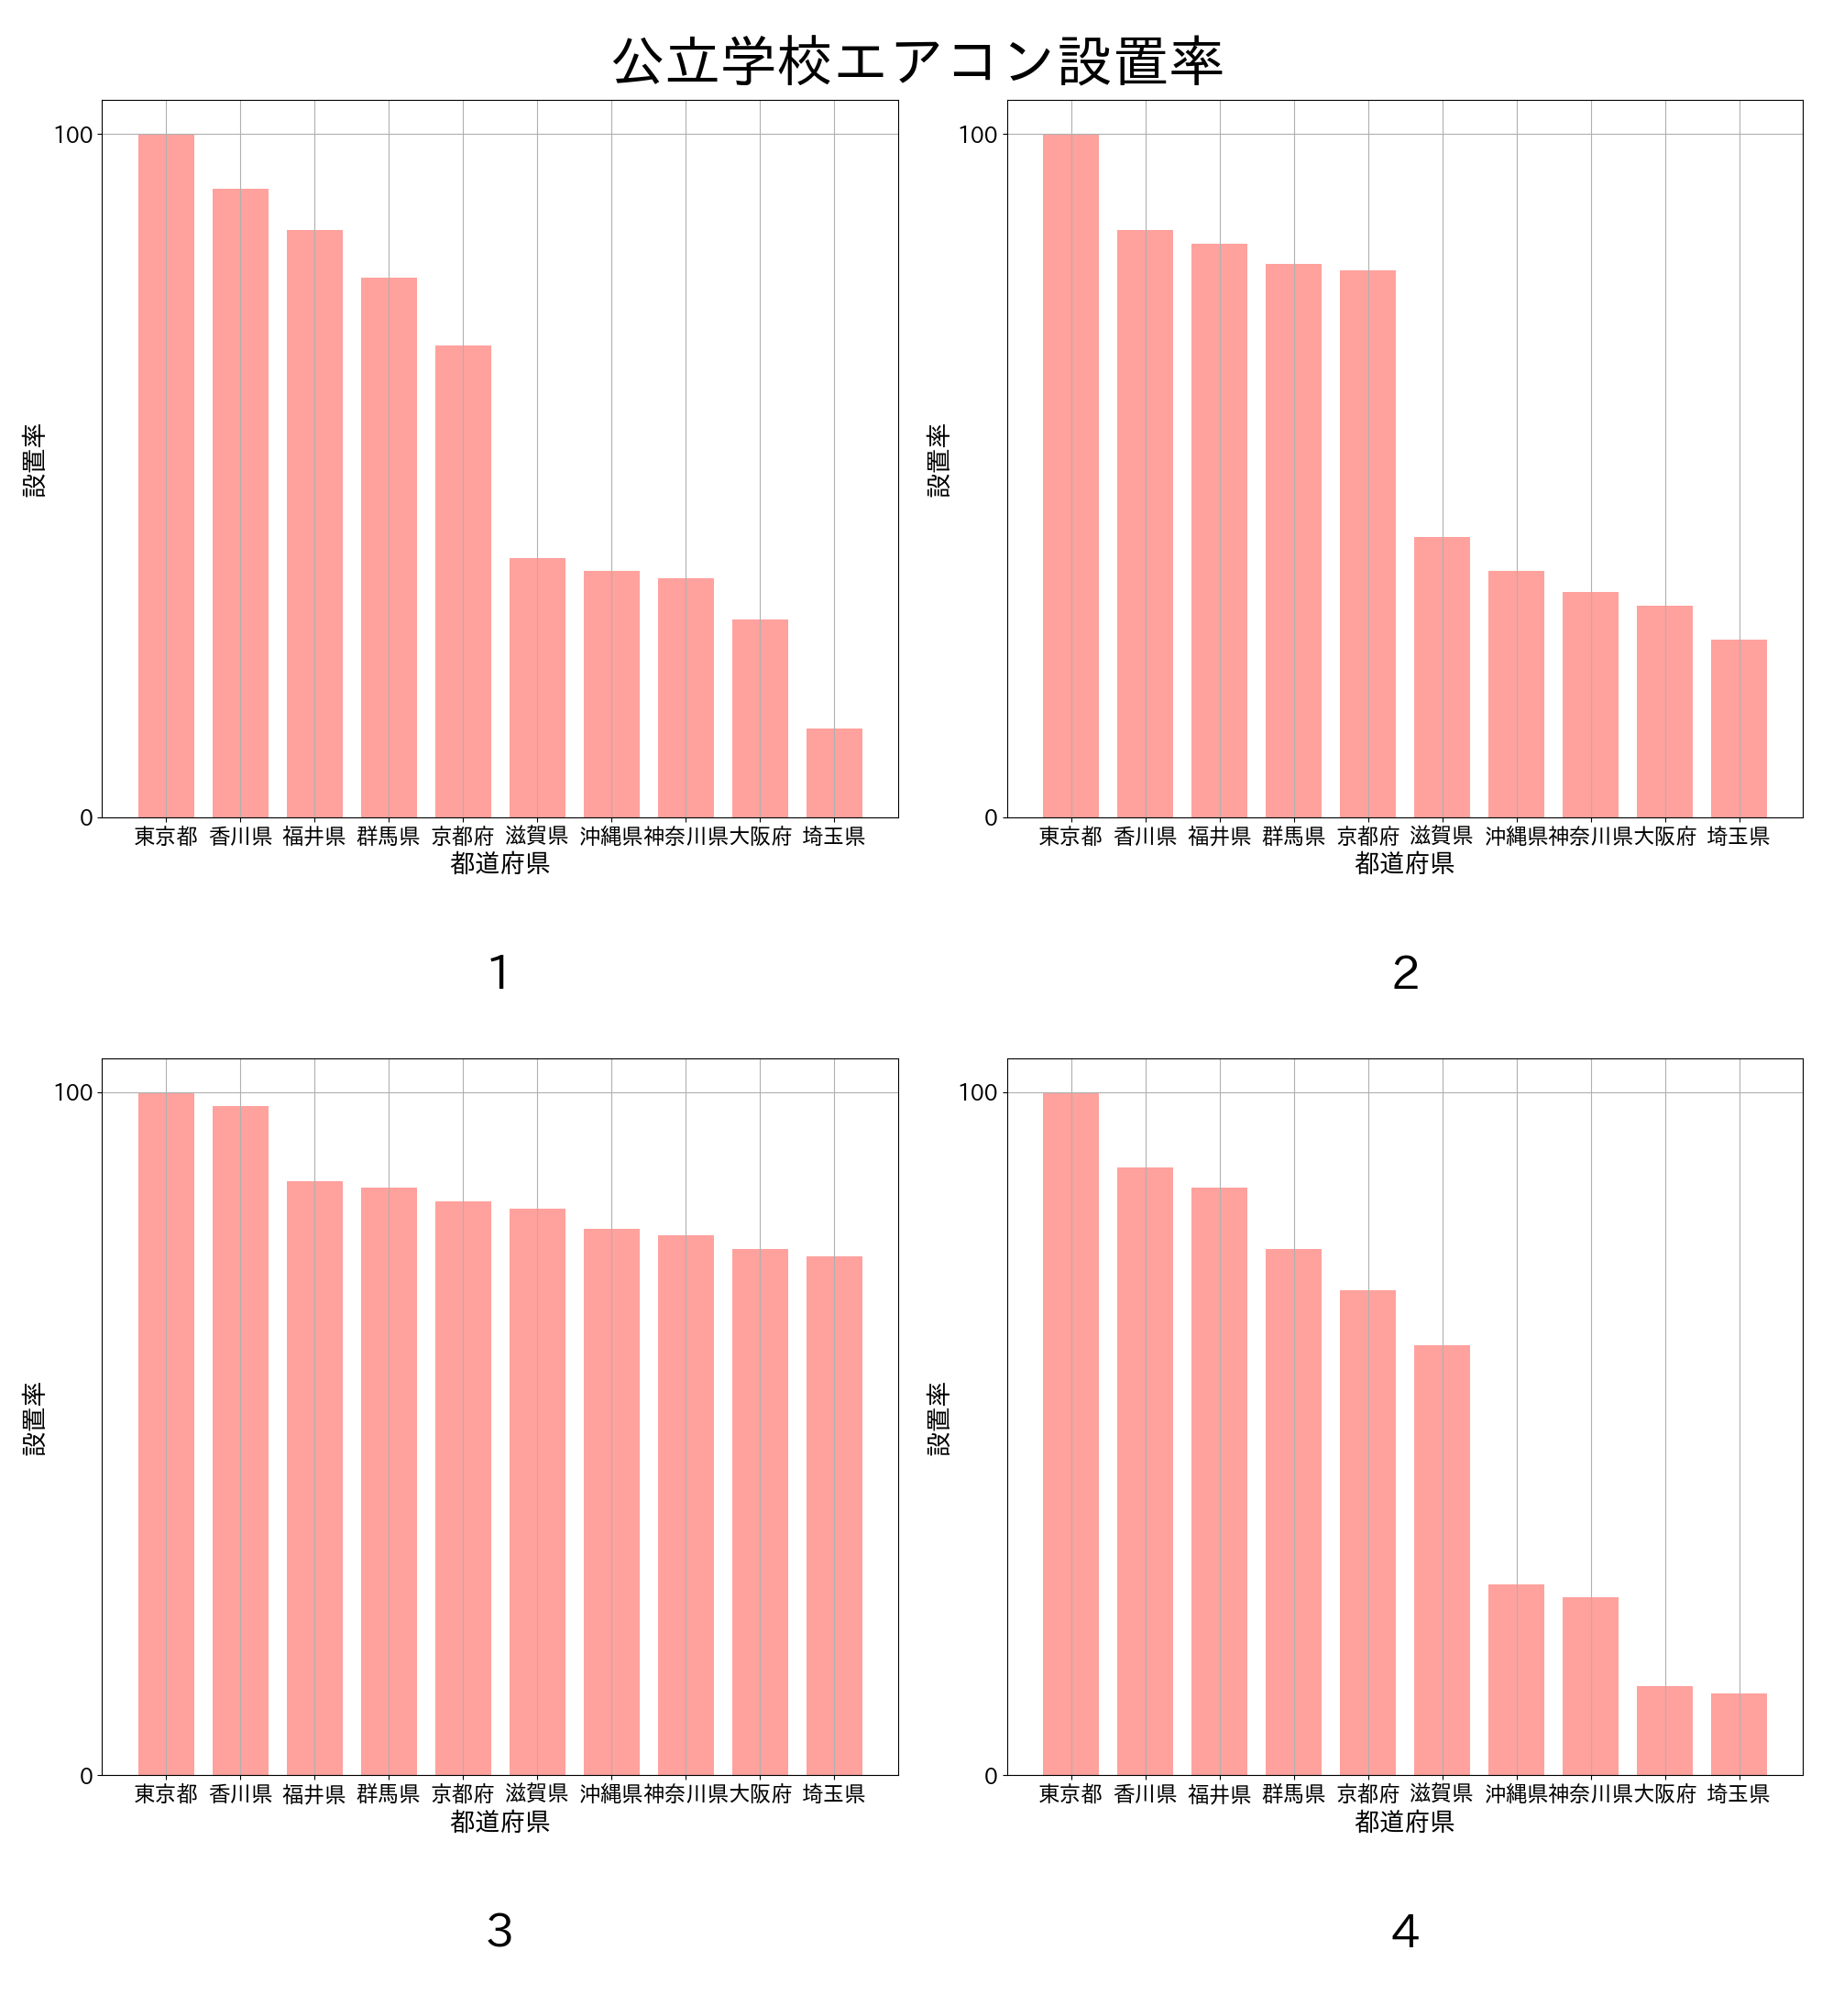 公立学校エアコン設置率
100
0
設置率
東京都 香川県 福井県 群馬県 京都府 滋賀県 沖縄県 神奈川県 大阪府 埼玉県
都道府県
1
100
0
設置率
東京都 香川県 福井県 群馬県 京都府 滋賀県 沖縄県 神奈川県 大阪府 埼玉県
都道府県
2
100
0
設置率
東京都 香川県 福井県 群馬県 京都府 滋賀県 沖縄県 神奈川県 大阪府 埼玉県
都道府県
3
100
0
設置率
東京都 香川県 福井県 群馬県 京都府 滋賀県 沖縄県 神奈川県 大阪府 埼玉県
都道府県
4